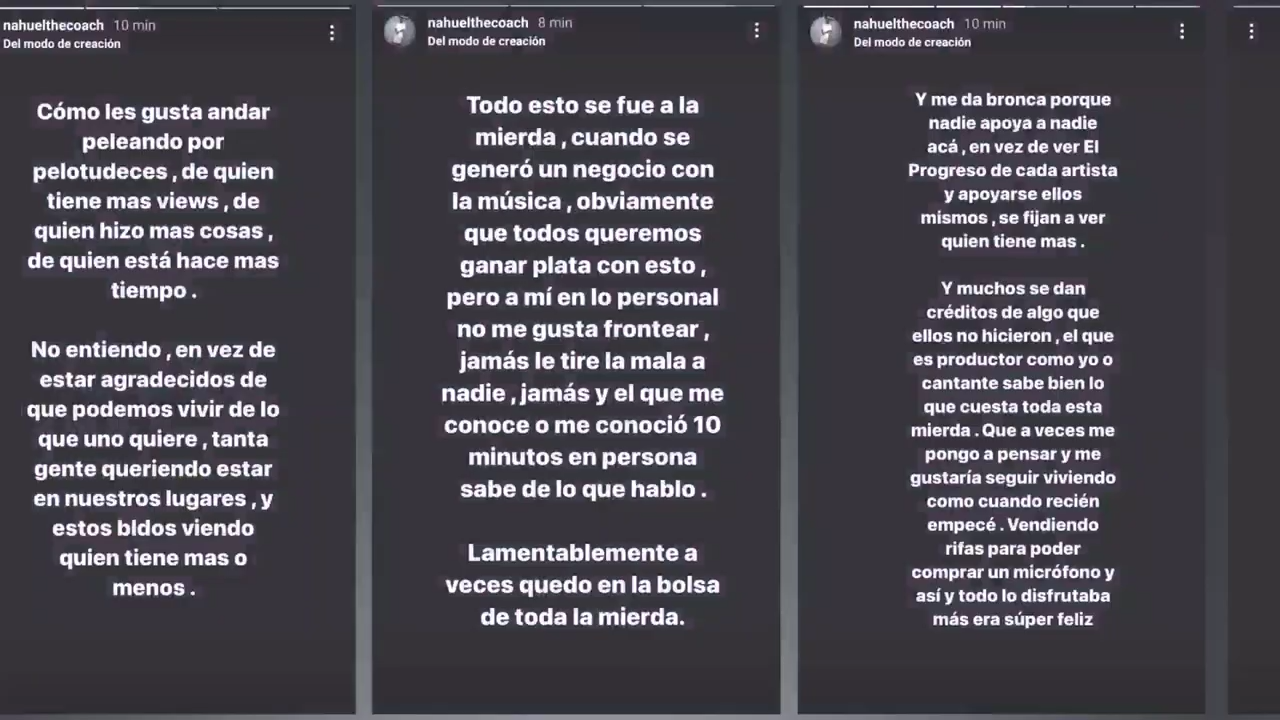 nahuelthecoach 10 min
Del modo de creación
Cómo les gusta andar
peleando por
pelotudeces , de quien
tiene mas views , de
quien hizo mas cosas ,
de quien está hace mas
tiempo .
No entiendo , en vez de
estar agradecidos de
que podemos vivir de lo
que uno quiere , tanta
gente queriendo estar
en nuestros lugares , y
estos bldos viendo
quien tiene mas o
menos .
nahuelthecoach 8 min
Del modo de creación
Todo esto se fue a la
mierda , cuando se
generó un negocio con
la música , obviamente
que todos queremos
ganar plata con esto ,
pero a mí en lo personal
no me gusta frontear ,
jamás le tire la mala a
nadie , jamás y el que me
conoce o me conoció 10
minutos en persona
sabe de lo que hablo .
Lamentablemente a
veces quedo en la bolsa
de toda la mierda.
nahuelthecoach 10 min
Del modo de creación
Y me da bronca porque
nadie apoya a nadie
acá , en vez de ver El
Progreso de cada artista
y apoyarse ellos
mismos , se fijan a ver
quien tiene mas .
Y muchos se dan
créditos de algo que
ellos no hicieron , el que
es productor como yo o
cantante sabe bien lo
que cuesta toda esta
mierda . Que a veces me
pongo a pensar y me
gustaría seguir viviendo
como cuando recién
empecé . Vendiendo
rifas para poder
comprar un micrófono y
así y todo lo disfrutaba
más era súper feliz